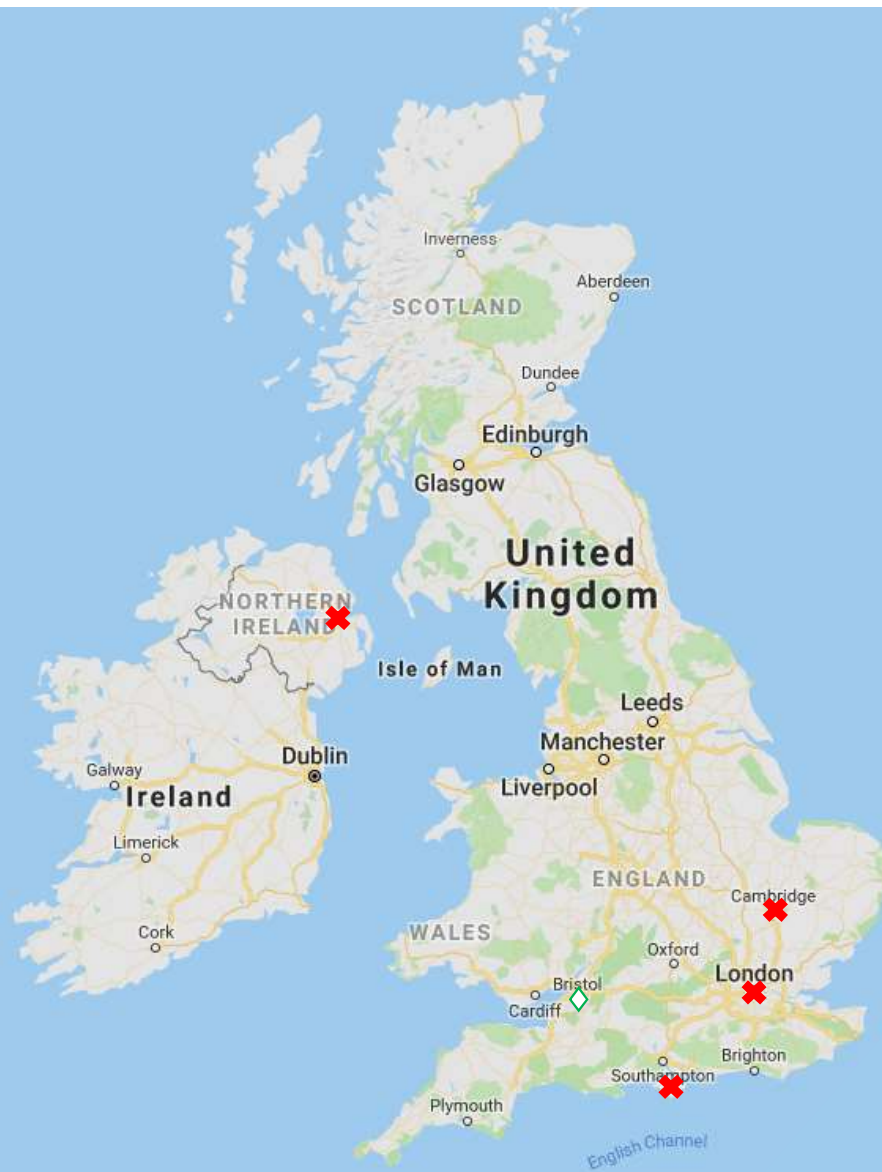 Inverness
Aberdeen
SCOTLAND
Dundee
Edinburgh
Glasgow
United
Kingdom
NORTHERN
IRELAND
Isle of Man
Leeds
Manchester
Dublin
Liverpool
Galway
Ireland
Limerick
ENGLAND
Cambridge
WALES
Cork
Oxford
London
Bristol
Cardiff
Brighton
Southampton
Plymouth
English Channel